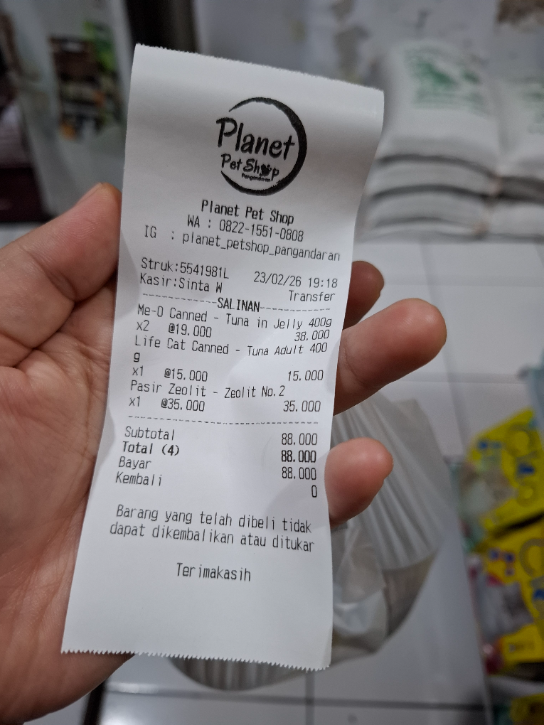 Planet
Pet Shop
Pangandaran
Planet Pet Shop
WA : 0822-1551-0808
IG : planet_petshop_pangandaran
Struk:5541981L 23/02/26 19:18
Kasir:Sinta W Transfer
SALINAN
Me-O Canned - Tuna in Jelly 400g
x2 @19.000 38.000
Life Cat Canned - Tuna Adult 400
g
x1 @15.000 15.000
Pasir Zeolit - Zeolit No.2
x1 @35.000 35.000
Subtotal 88.000
Total (4) 88.000
Bayar 88.000
Kembali 0
Barang yang telah dibeli tidak
dapat dikembalikan atau ditukar
Terimakasih